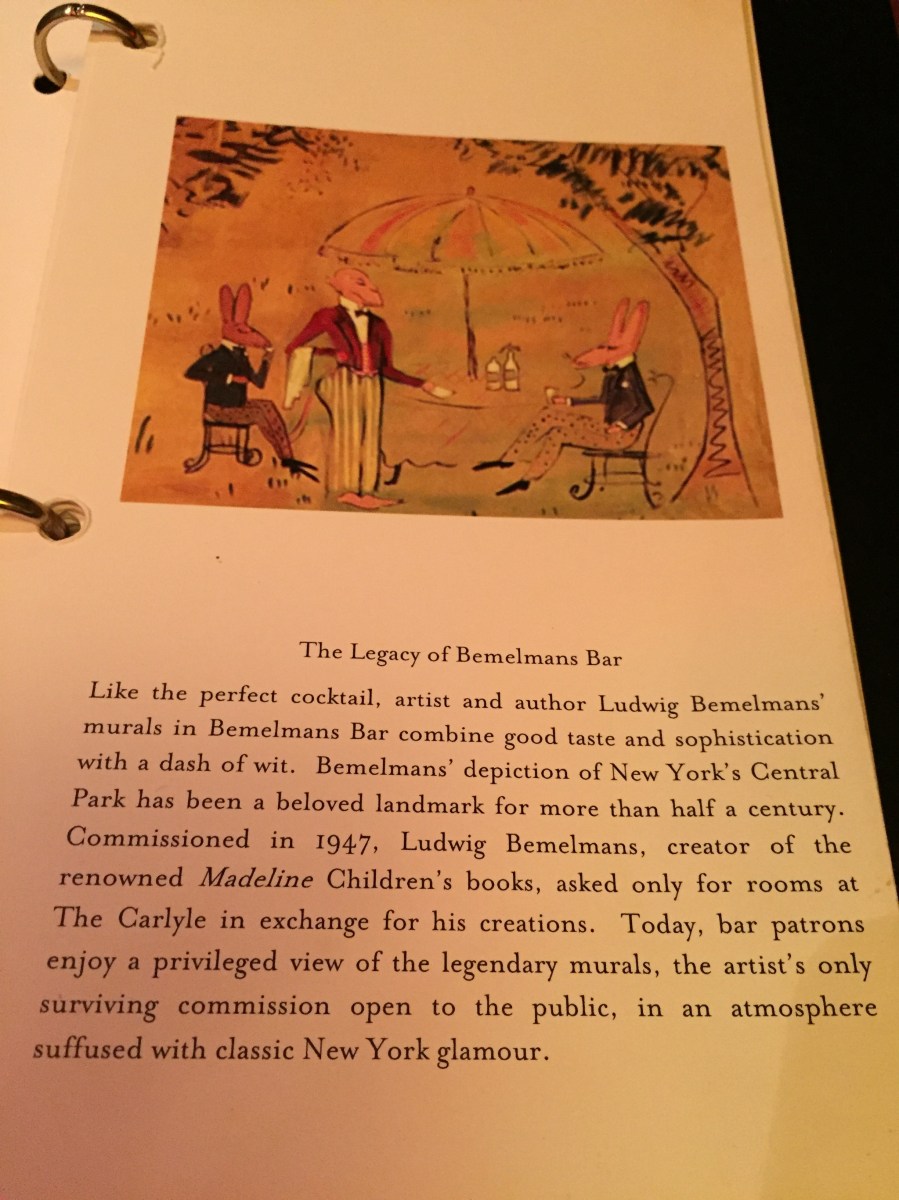 The Legacy of Bemelmans Bar
Like the perfect cocktail, artist and author Ludwig Bemelmans'
murals in Bemelmans Bar combine good taste and sophistication
with a dash of wit. Bemelmans' depiction of New York's Central
Park has been a beloved landmark for more than half a century.
Commissioned in 1947, Ludwig Bemelmans, creator of the
renowned Madeline Children's books, asked only for rooms at
The Carlyle in exchange for his creations. Today, bar patrons
enjoy a privileged view of the legendary murals, the artist's only
surviving commission open to the public, in an atmosphere
suffused with classic New York glamour.